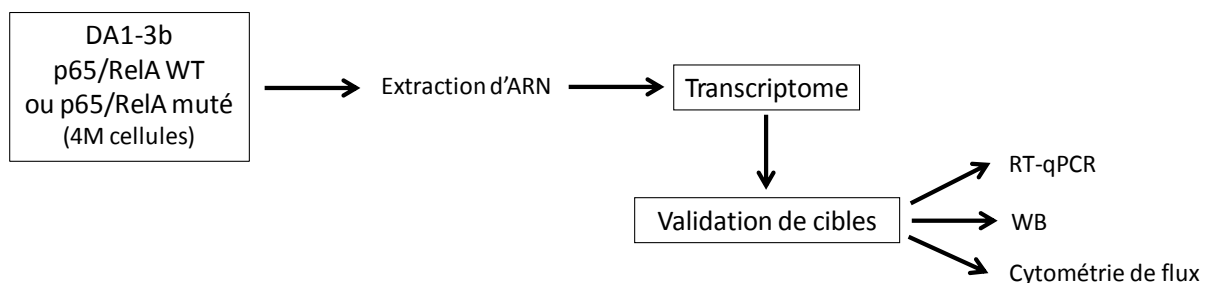 DA1-3b
p65/RelA WT
ou p65/RelA muté
(4M cellules)
Extraction d’ARN
Transcriptome
Validation de cibles
RT-qPCR
WB
Cytométrie de flux